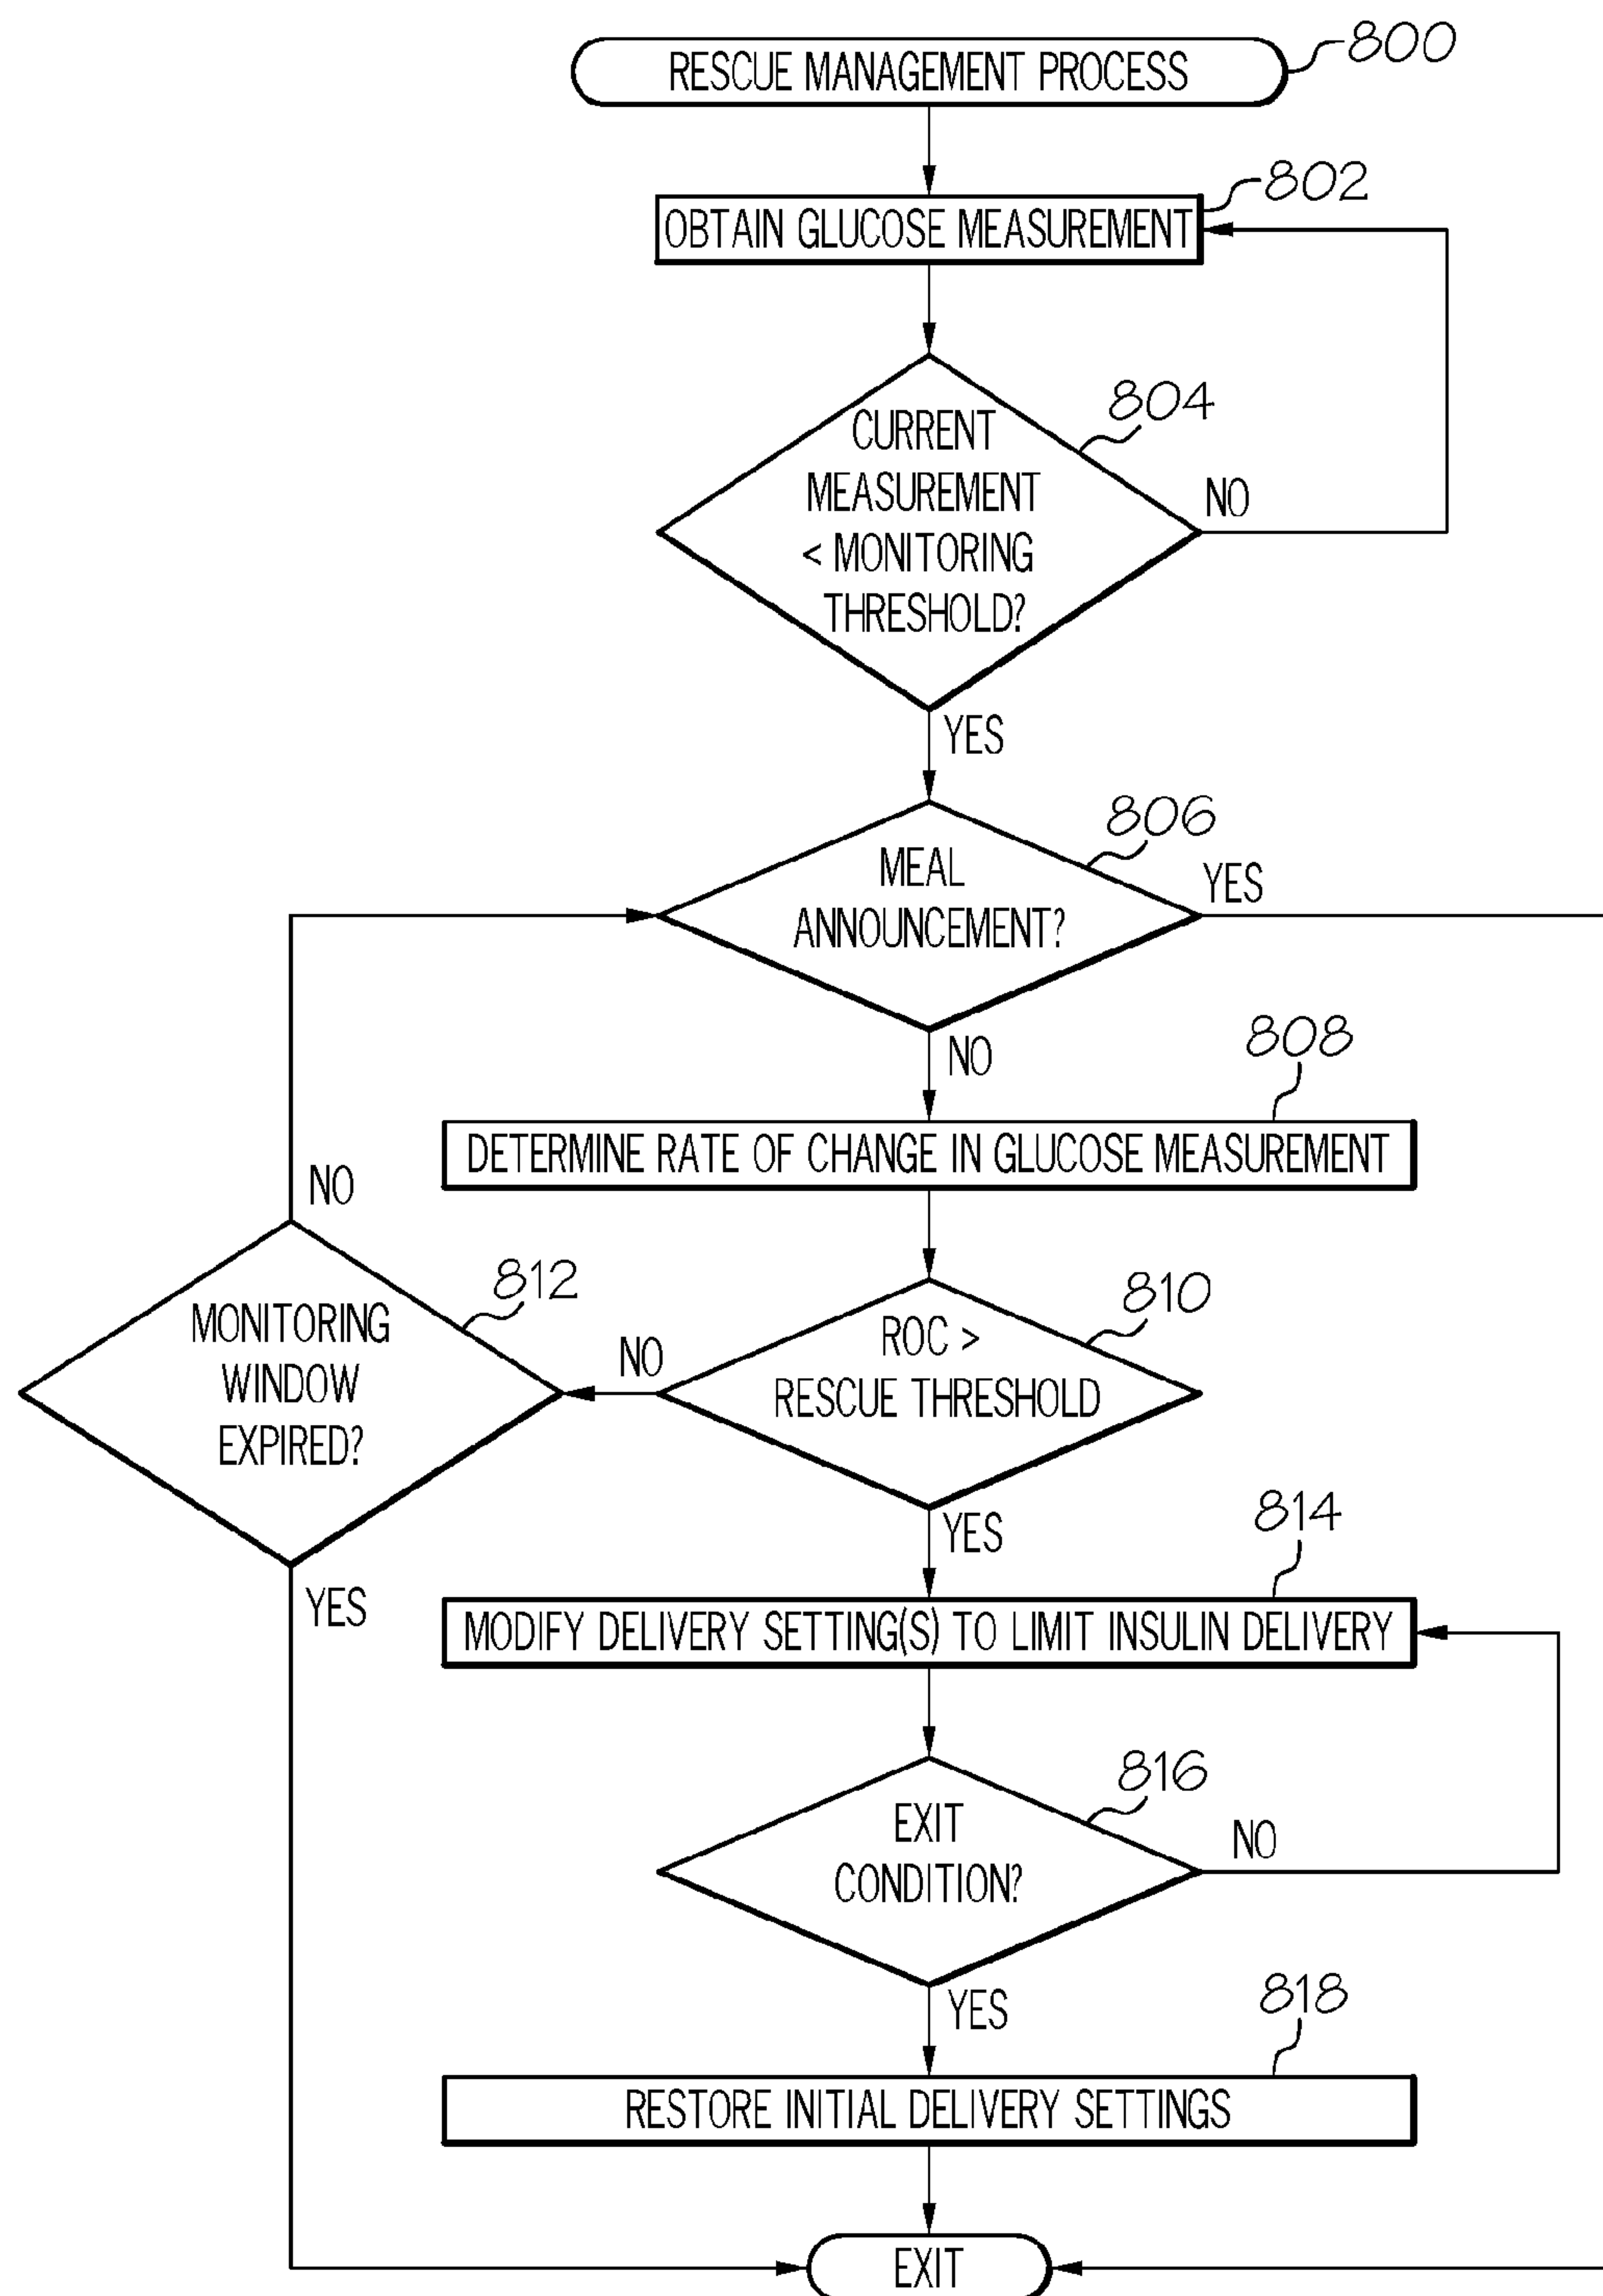 RESCUE MANAGEMENT PROCESS
800
802
OBTAIN GLUCOSE MEASUREMENT
804
CURRENT
MEASUREMENT
< MONITORING
THRESHOLD?
NO
YES
806
MEAL
ANNOUNCEMENT?
YES
NO
808
DETERMINE RATE OF CHANGE IN GLUCOSE MEASUREMENT
NO
812
MONITORING
WINDOW
EXPIRED?
NO
810
ROC >
RESCUE THRESHOLD
YES
YES
814
MODIFY DELIVERY SETTING(S) TO LIMIT INSULIN DELIVERY
816
EXIT
CONDITION?
NO
YES
818
RESTORE INITIAL DELIVERY SETTINGS
EXIT